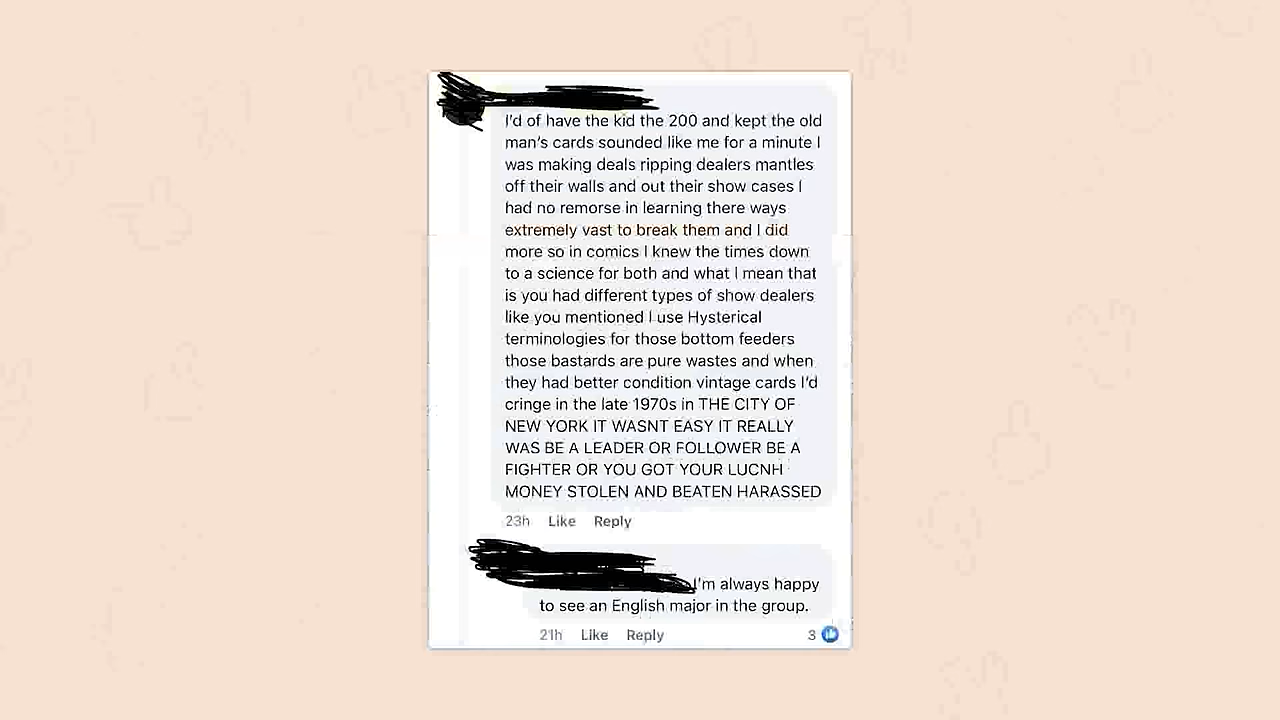 I'd of have the kid the 200 and kept the old
man's cards sounded like me for a minute I
was making deals ripping dealers mantles
off their walls and out their show cases I
had no remorse in learning there ways
extremely vast to break them and I did
more so in comics I knew the times down
to a science for both and what I mean that
is you had different types of show dealers
like you mentioned I use Hysterical
terminologies for those bottom feeders
those bastards are pure wastes and when
they had better condition vintage cards I'd
cringe in the late 1970s in THE CITY OF
NEW YORK IT WASNT EASY IT REALLY
WAS BE A LEADER OR FOLLOWER BE A
FIGHTER OR YOU GOT YOUR LUCNH
MONEY STOLEN AND BEATEN HARASSED
23h Like Reply
I'm always happy
to see an English major in the group.
21h Like Reply 3